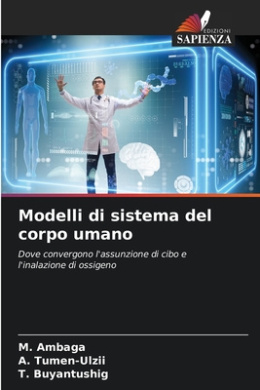 EDIZIONI
SAPIENZA
Modelli di sistema del
corpo umano
Dove convergono l'assunzione di cibo e
l'inalazione di ossigeno
M. Ambaga
A. Tumen-Ulzii
T. Buyantushig